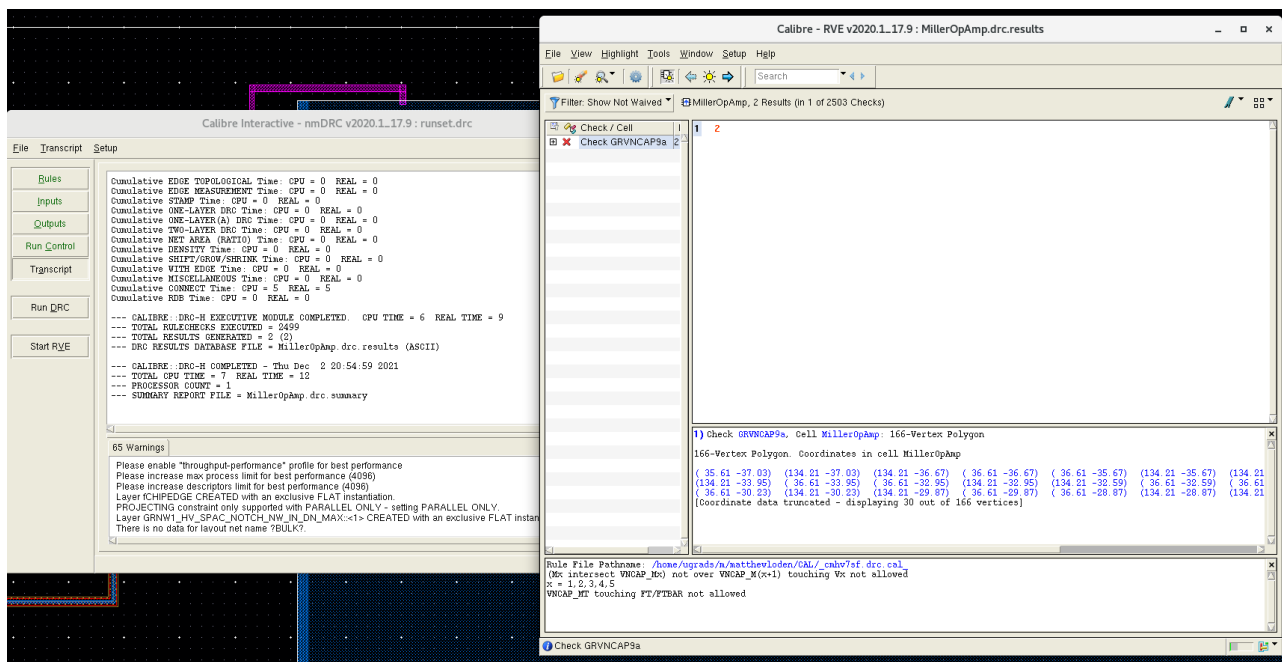 Calibre - RVE v2020.1_17.9 : MillerOpAmp.drc.results
File View Highlight Tools Window Setup Help
Search
Filter: Show Not Waived MillerOpAmp, 2 Results (in 1 of 2503 Checks)
Check / Cell
Check GRVNCAP9a 2
1 2
1) Check GRVNCAP9a, Cell MillerOpAmp: 166-Vertex Polygon
166-Vertex Polygon. Coordinates in cell MillerOpAmp
( 35.61 -37.03) (134.21 -37.03) (134.21 -36.67) ( 36.61 -36.67) ( 36.61 -35.67) (134.21 -35.67) (134.21
(134.21 -33.95) ( 36.61 -33.95) ( 36.61 -32.95) (134.21 -32.95) (134.21 -32.59) ( 36.61 -32.59) ( 36.6
( 36.61 -30.23) (134.21 -30.23) (134.21 -29.87) ( 36.61 -29.87) ( 36.61 -28.87) (134.21 -28.87) (134.21
[Coordinate data truncated - displaying 30 out of 166 vertices]
Rule File Pathname: /home/ugrads/m/matthevloden/CAL/_cmhv7sf.drc.cal_
(Mx intersect VNCAP_Mx) not over VNCAP_M(x+1) touching Vx not allowed
x = 1,2,3,4,5
VNCAP_MT touching FT/FTBAR not allowed
Check GRVNCAP9a
Calibre Interactive - nmDRC v2020.1_17.9 : runset.drc
File Transcript Setup
Rules
Inputs
Outputs
Run Control
Transcript
Run DRC
Start RVE
Cumulative EDGE TOPOLOGICAL Time: CPU = 0 REAL = 0
Cumulative EDGE MEASUREMENT Time: CPU = 0 REAL = 0
Cumulative STAMP Time: CPU = 0 REAL = 0
Cumulative ONE-LAYER DRC Time: CPU = 0 REAL = 0
Cumulative ONE-LAYER(A) DRC Time: CPU = 0 REAL = 0
Cumulative TWO-LAYER DRC Time: CPU = 0 REAL = 0
Cumulative NET AREA (RATIO) Time: CPU = 0 REAL = 0
Cumulative DENSITY Time: CPU = 0 REAL = 0
Cumulative SHIFT/GROW/SHRINK Time: CPU = 0 REAL = 0
Cumulative WITH EDGE Time: CPU = 0 REAL = 0
Cumulative MISCELLANEOUS Time: CPU = 0 REAL = 0
Cumulative CONNECT Time: CPU = 5 REAL = 5
Cumulative RDB Time: CPU = 0 REAL = 0
--- CALIBRE::DRC-H EXECUTIVE MODULE COMPLETED. CPU TIME = 6 REAL TIME = 9
--- TOTAL RULECHECKS EXECUTED = 2499
--- TOTAL RESULTS GENERATED = 2 (2)
--- DRC RESULTS DATABASE FILE = MillerOpAmp.drc.results (ASCII)
--- CALIBRE::DRC-H COMPLETED - Thu Dec 2 20:54:59 2021
--- TOTAL CPU TIME = 7 REAL TIME = 12
--- PROCESSOR COUNT = 1
--- SUMMARY REPORT FILE = MillerOpAmp.drc.summary
65 Warnings
Please enable "throughput-performance" profile for best performance
Please increase max process limit for best performance (4096)
Please increase descriptors limit for best performance (4096)
Layer fCHIPEDGE CREATED with an exclusive FLAT instantiation.
PROJECTING constraint only supported with PARALLEL ONLY - setting PARALLEL ONLY.
Layer GRNW1_HV_SPAC_NOTCH_NW_IN_DN_MAX::<1> CREATED with an exclusive FLAT instan
There is no data for layout net name ?BULK?.